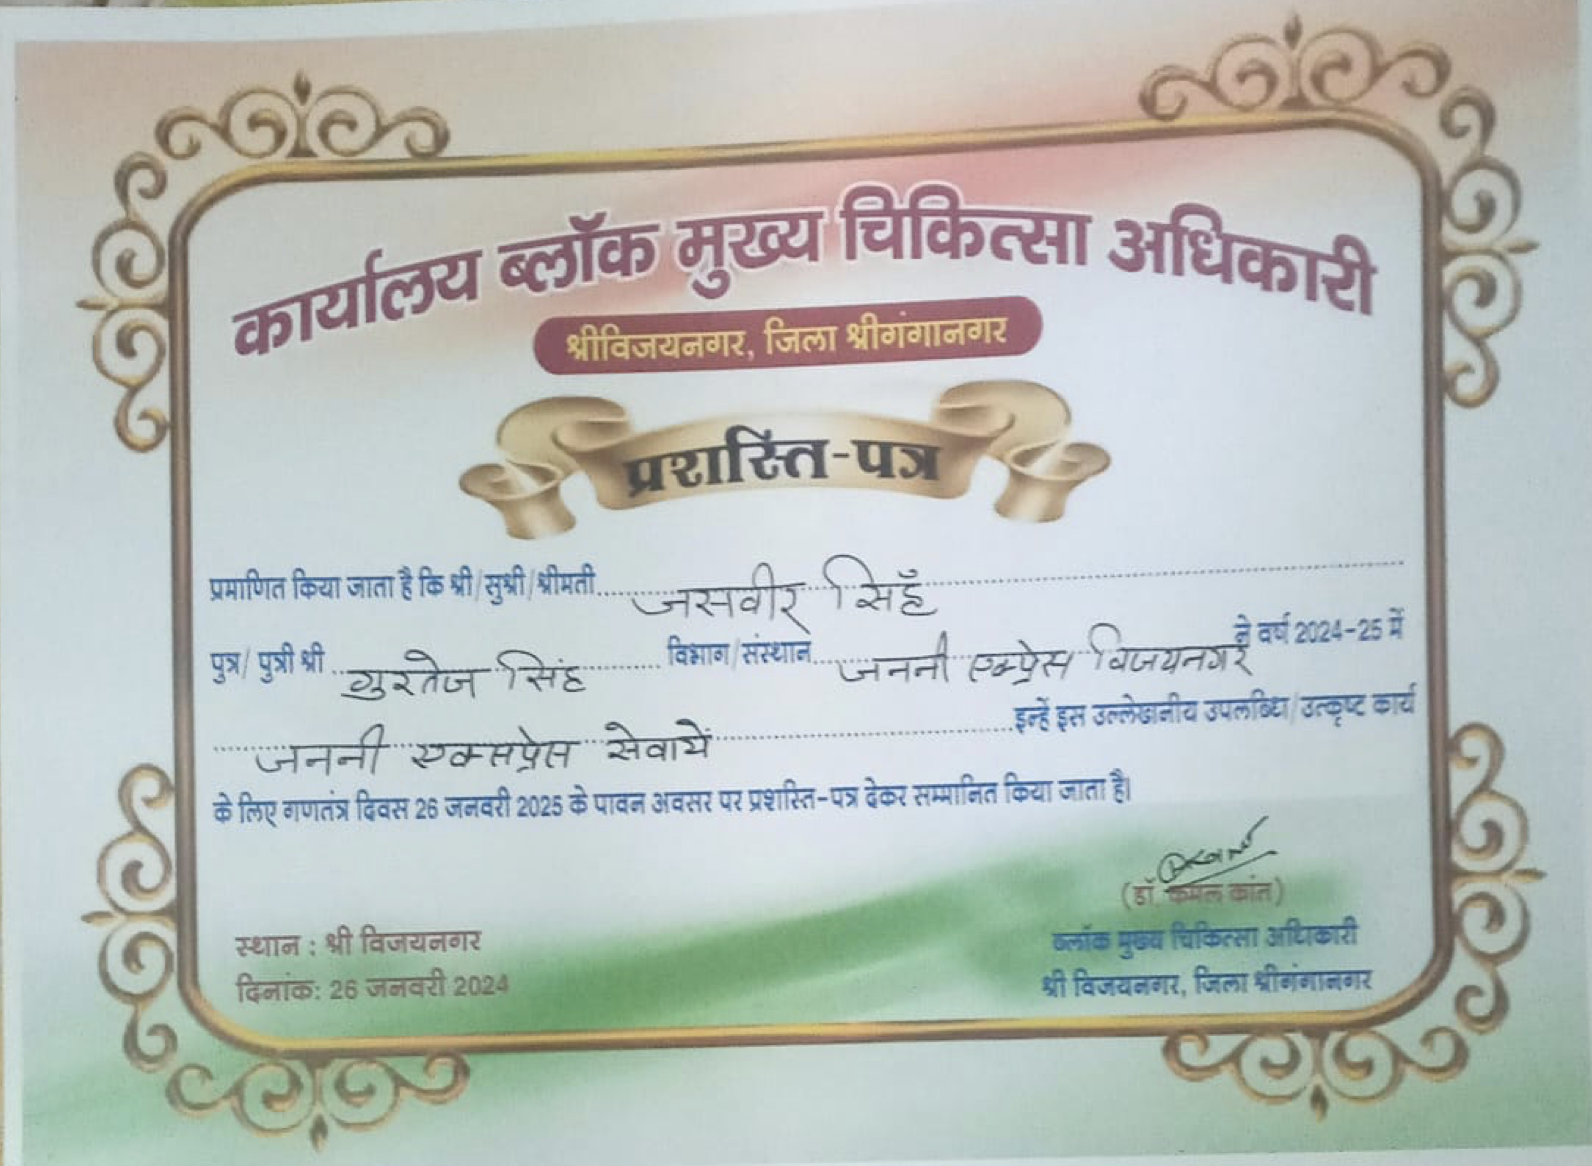 कार्यालय ब्लॉक मुख्य चिकित्सा अधिकारी
श्रीविजयनगर, जिला श्रीगंगानगर
प्रशस्ति-पत्र
प्रमाणित किया जाता है कि श्री/सुश्री/श्रीमती जसवीर सिहँ
पुत्र/ पुत्री श्री गुरतेज सिंह विभाग/संस्थान जननी एक्प्रेस विजयनगर ने वर्ष 2024-25 में
जननी एक्सप्रेस सेवायें इन्हें इस उल्लेखनीय उपलब्धि/उत्कृष्ट कार्य
के लिए गणतंत्र दिवस 26 जनवरी 2025 के पावन अवसर पर प्रशस्ति-पत्र देकर सम्मानित किया जाता है।
(डॉ. कमल कांत)
स्थान : श्री विजयनगर
दिनांक: 26 जनवरी 2024
ब्लॉक मुख्य चिकित्सा अधिकारी
श्री विजयनगर, जिला श्रीगंगानगर